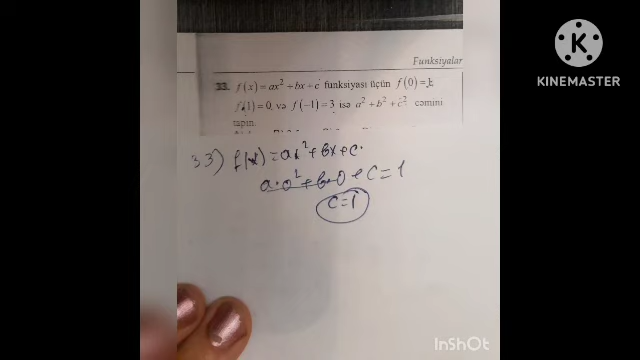 Funksiyalar
33. f(x) = ax² + bx + c funksiyası üçün f(0) = 1,
f(1) = 0, və f(−1) = 3 isə a² + b² + c² cəmini
tapın.
33) f(x) = ax² + bx + c.
a·0² + b·0 + c = 1
c = 1
K
KINEMASTER
InShOt